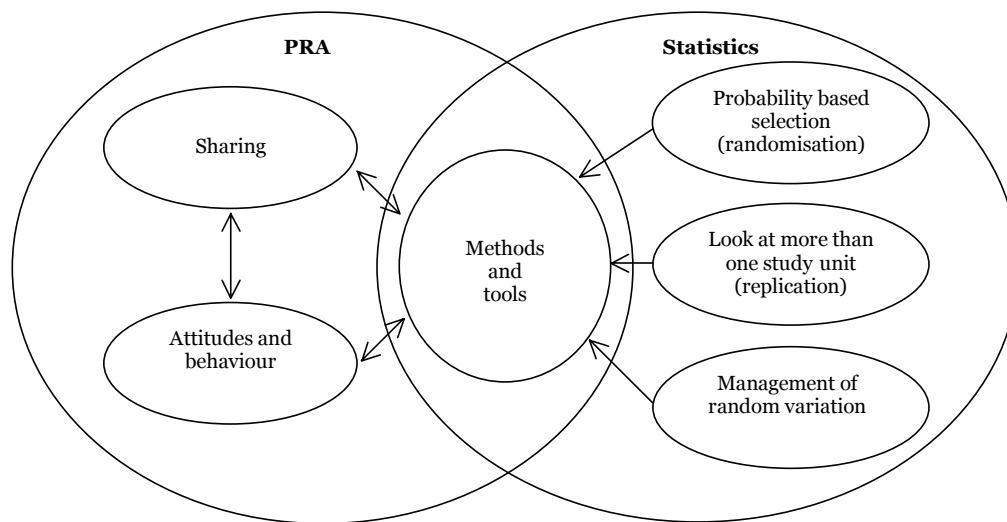 PRA
Statistics
Sharing
Attitudes and
behaviour
Methods
and
tools
Probability based
selection
(randomisation)
Look at more than
one study unit
(replication)
Management of
random variation